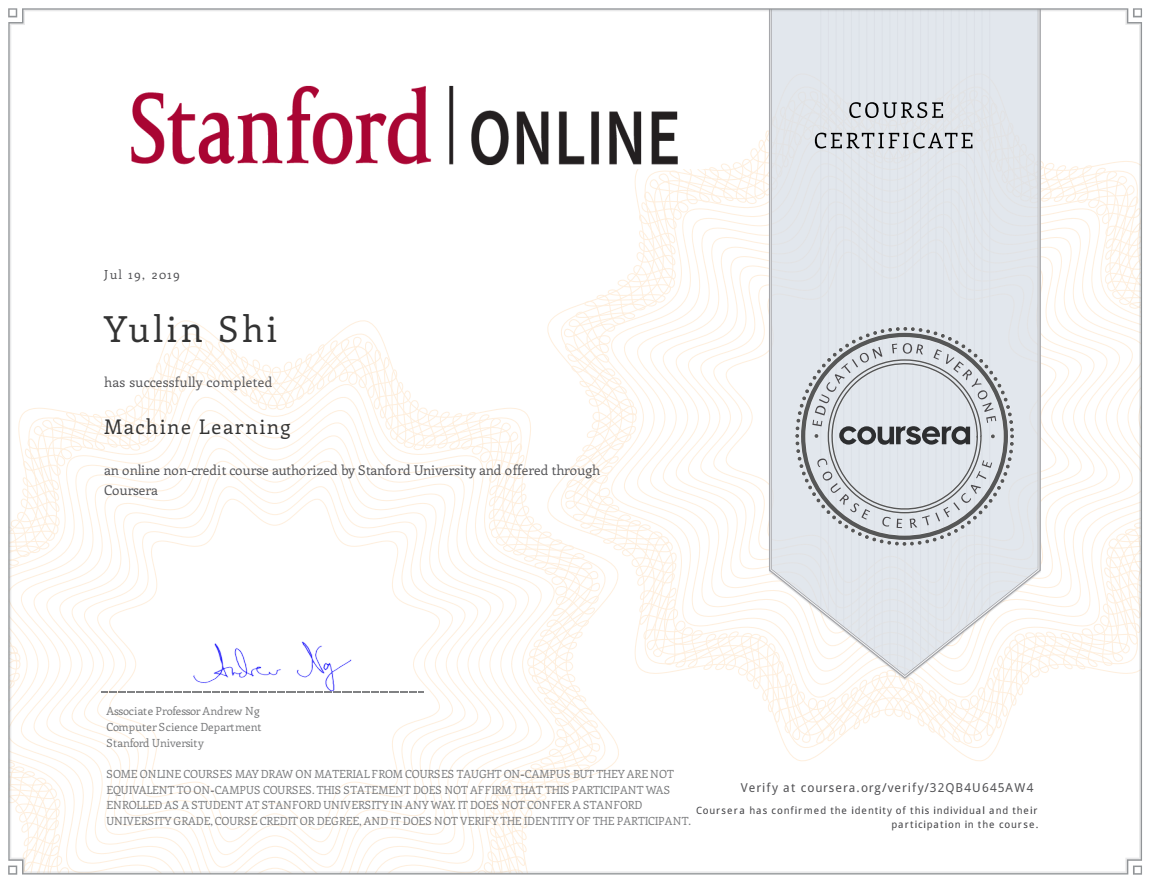 Stanford | ONLINE
COURSE
CERTIFICATE
Jul 19, 2019
Yulin Shi
has successfully completed
Machine Learning
an online non-credit course authorized by Stanford University and offered through
Coursera
EDUCATION FOR EVERYONE
coursera
COURSE CERTIFICATE
Andrew Ng
Associate Professor Andrew Ng
Computer Science Department
Stanford University
SOME ONLINE COURSES MAY DRAW ON MATERIAL FROM COURSES TAUGHT ON-CAMPUS BUT THEY ARE NOT
EQUIVALENT TO ON-CAMPUS COURSES. THIS STATEMENT DOES NOT AFFIRM THAT THIS PARTICIPANT WAS
ENROLLED AS A STUDENT AT STANFORD UNIVERSITY IN ANY WAY. IT DOES NOT CONFER A STANFORD
UNIVERSITY GRADE, COURSE CREDIT OR DEGREE, AND IT DOES NOT VERIFY THE IDENTITY OF THE PARTICIPANT.
Verify at coursera.org/verify/32QB4U645AW4
Coursera has confirmed the identity of this individual and their
participation in the course.